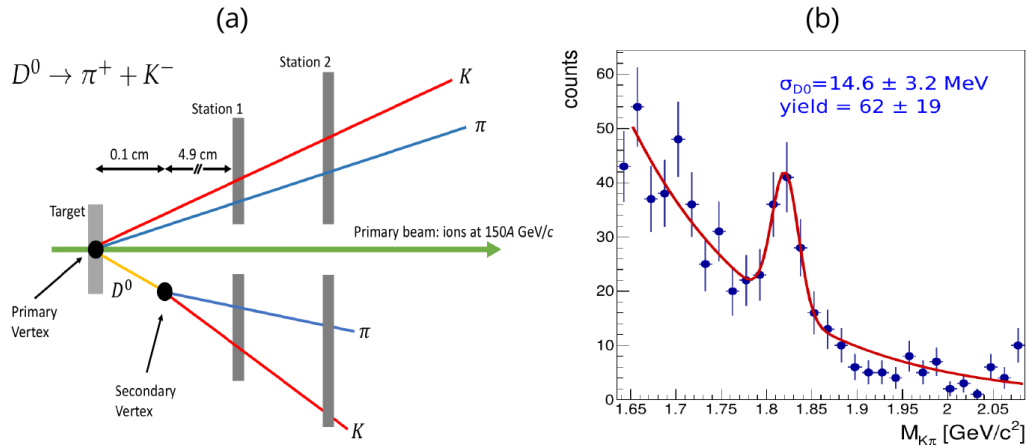 (a)
D⁰ → π⁺ + K⁻
Station 2
K
Station 1
π
0.1 cm
4.9 cm
Target
Primary beam: ions at 150A GeV/c
D⁰
Primary
Vertex
π
Secondary
Vertex
K
(b)
counts
σD0=14.6 ± 3.2 MeV
yield = 62 ± 19
60
50
40
30
20
10
0
1.65 1.7 1.75 1.8 1.85 1.9 1.95 2 2.05
MKπ [GeV/c²]